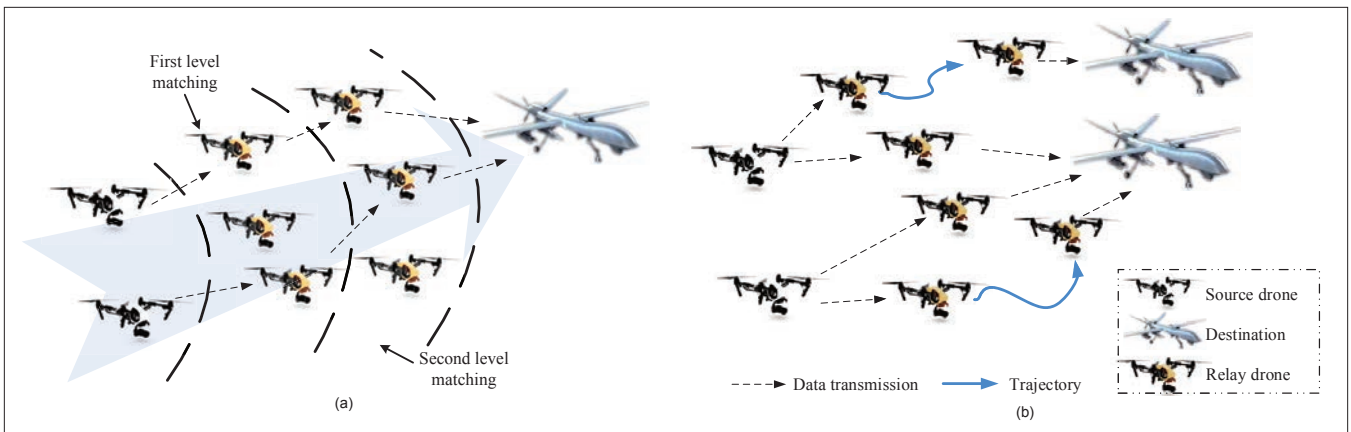 First level
matching
Second level
matching
(a)
Data transmission
Trajectory
(b)
Source drone
Destination
Relay drone